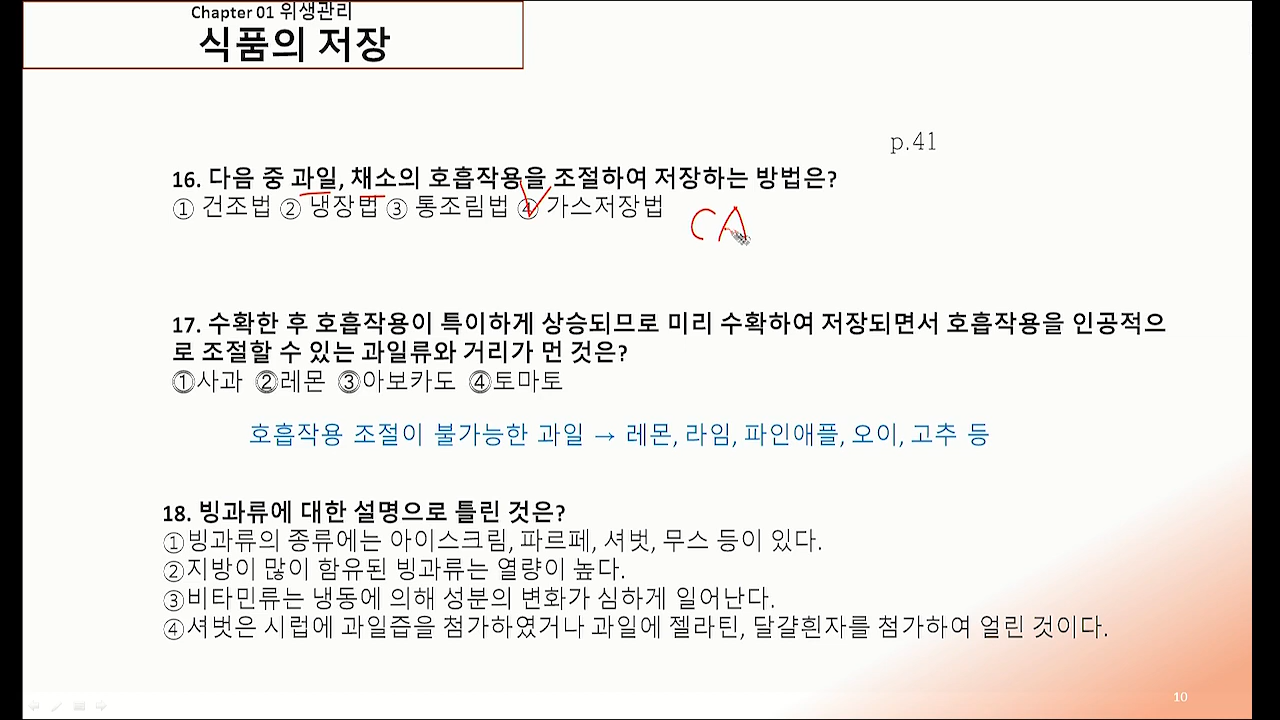 Chapter 01 위생관리
식품의 저장
p.41
16. 다음 중 과일, 채소의 호흡작용을 조절하여 저장하는 방법은?
① 건조법 ② 냉장법 ③ 통조림법 ④ 가스저장법
CA
17. 수확한 후 호흡작용이 특이하게 상승되므로 미리 수확하여 저장되면서 호흡작용을 인공적으
로 조절할 수 있는 과일류와 거리가 먼 것은?
①사과 ②레몬 ③아보카도 ④토마토
호흡작용 조절이 불가능한 과일 → 레몬, 라임, 파인애플, 오이, 고추 등
18. 빙과류에 대한 설명으로 틀린 것은?
①빙과류의 종류에는 아이스크림, 파르페, 셔벗, 무스 등이 있다.
②지방이 많이 함유된 빙과류는 열량이 높다.
③비타민류는 냉동에 의해 성분의 변화가 심하게 일어난다.
④셔벗은 시럽에 과일즙을 첨가하였거나 과일에 젤라틴, 달걀흰자를 첨가하여 얼린 것이다.
10